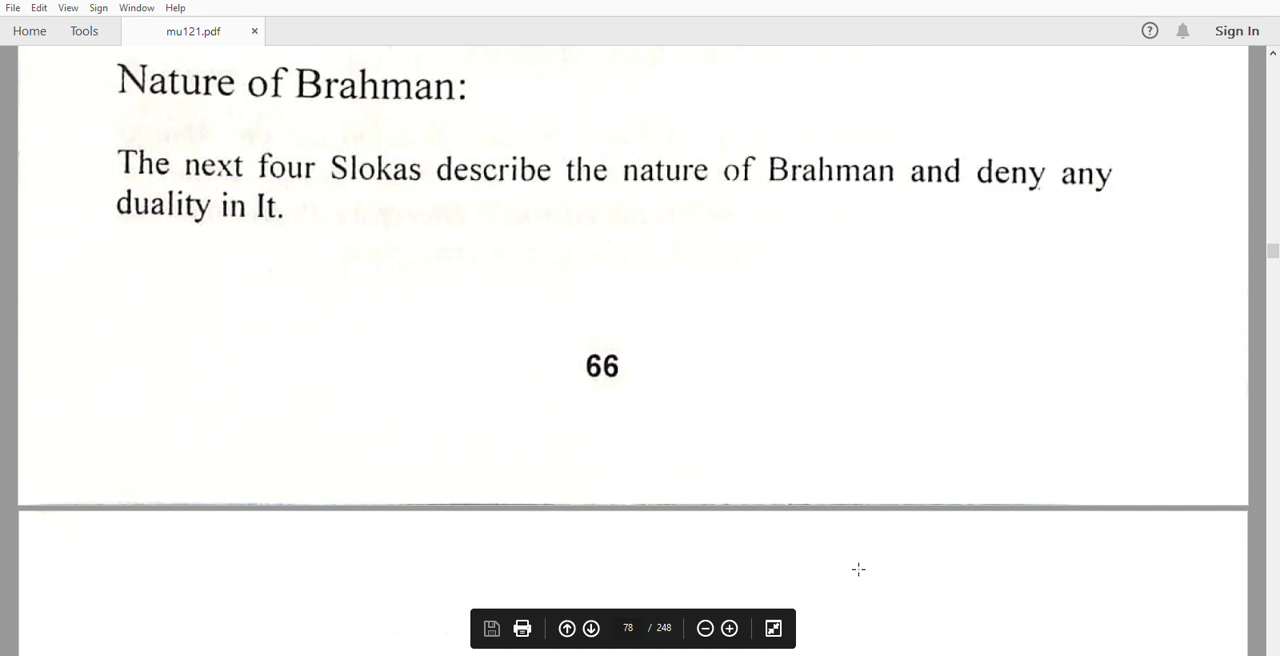 File Edit View Sign Window Help
Home Tools mu121.pdf × ? Sign In
Nature of Brahman:
The next four Slokas describe the nature of Brahman and deny any
duality in It.
66
78 / 248